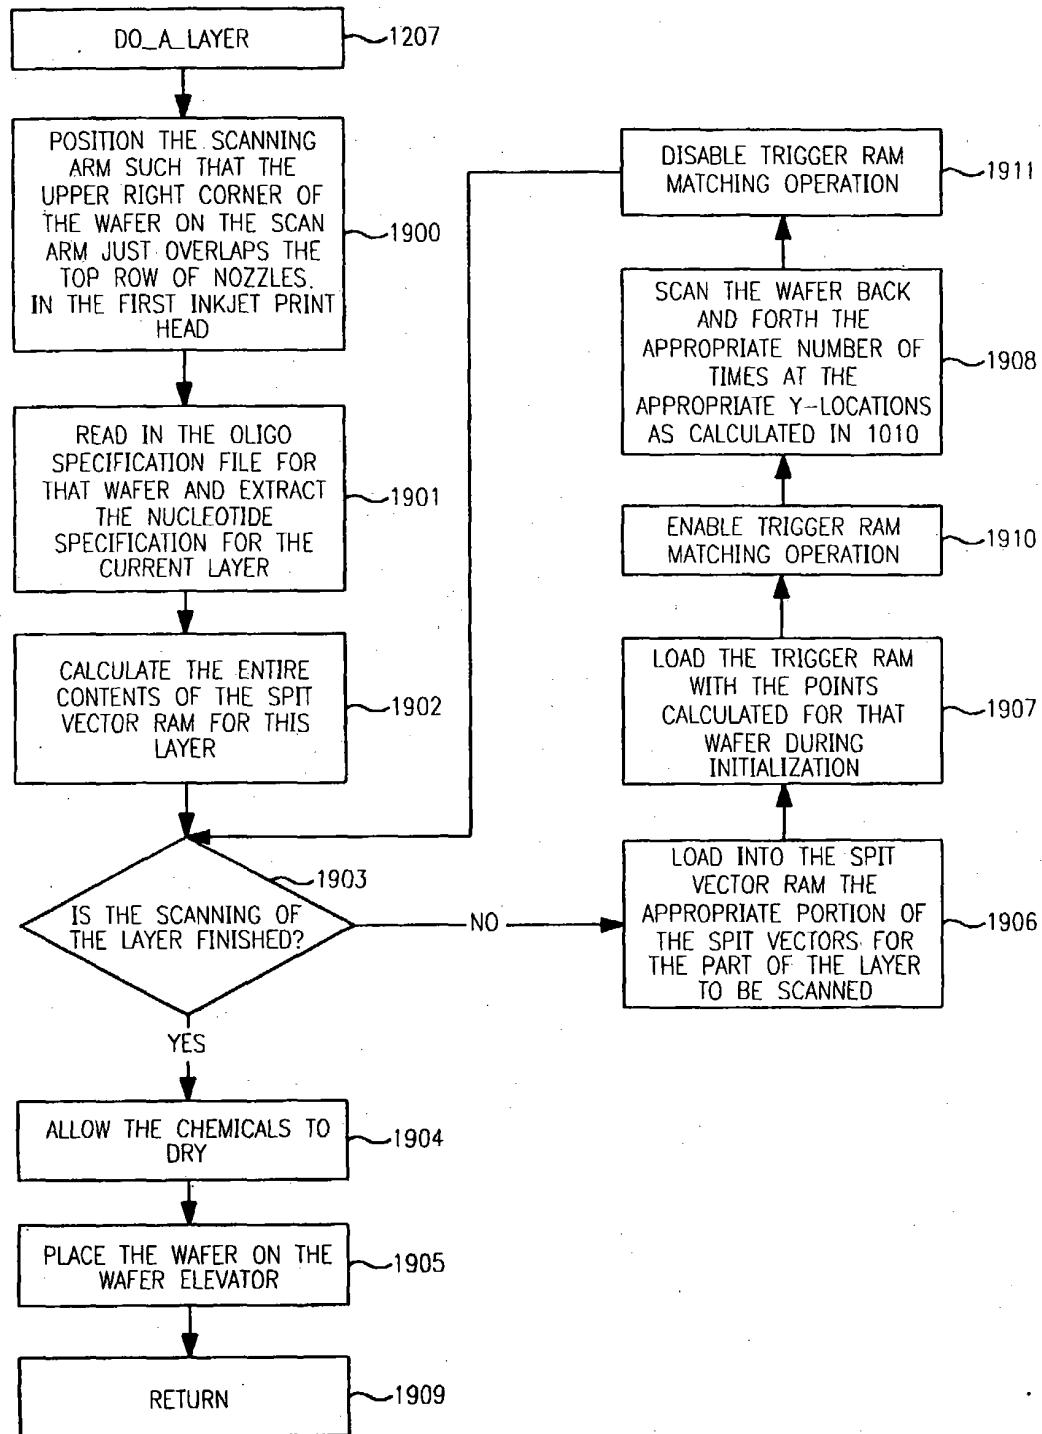 DO_A_LAYER
1207
POSITION THE SCANNING
ARM SUCH THAT THE
UPPER RIGHT CORNER OF
THE WAFER ON THE SCAN
ARM JUST OVERLAPS THE
TOP ROW OF NOZZLES.
IN THE FIRST INKJET PRINT
HEAD
1900
READ IN THE OLIGO
SPECIFICATION FILE FOR
THAT WAFER AND EXTRACT
THE NUCLEOTIDE
SPECIFICATION FOR THE
CURRENT LAYER
1901
CALCULATE THE ENTIRE
CONTENTS OF THE SPIT
VECTOR RAM FOR THIS
LAYER
1902
1903
IS THE SCANNING OF
THE LAYER FINISHED?
NO
YES
ALLOW THE CHEMICALS TO
DRY
1904
PLACE THE WAFER ON THE
WAFER ELEVATOR
1905
RETURN
1909
DISABLE TRIGGER RAM
MATCHING OPERATION
1911
SCAN THE WAFER BACK
AND FORTH THE
APPROPRIATE NUMBER OF
TIMES AT THE
APPROPRIATE Y-LOCATIONS
AS CALCULATED IN 1010
1908
ENABLE TRIGGER RAM
MATCHING OPERATION
1910
LOAD THE TRIGGER RAM
WITH THE POINTS
CALCULATED FOR THAT
WAFER DURING
INITIALIZATION
1907
LOAD INTO THE SPIT
VECTOR RAM THE
APPROPRIATE PORTION OF
THE SPIT VECTORS FOR
THE PART OF THE LAYER
TO BE SCANNED
1906